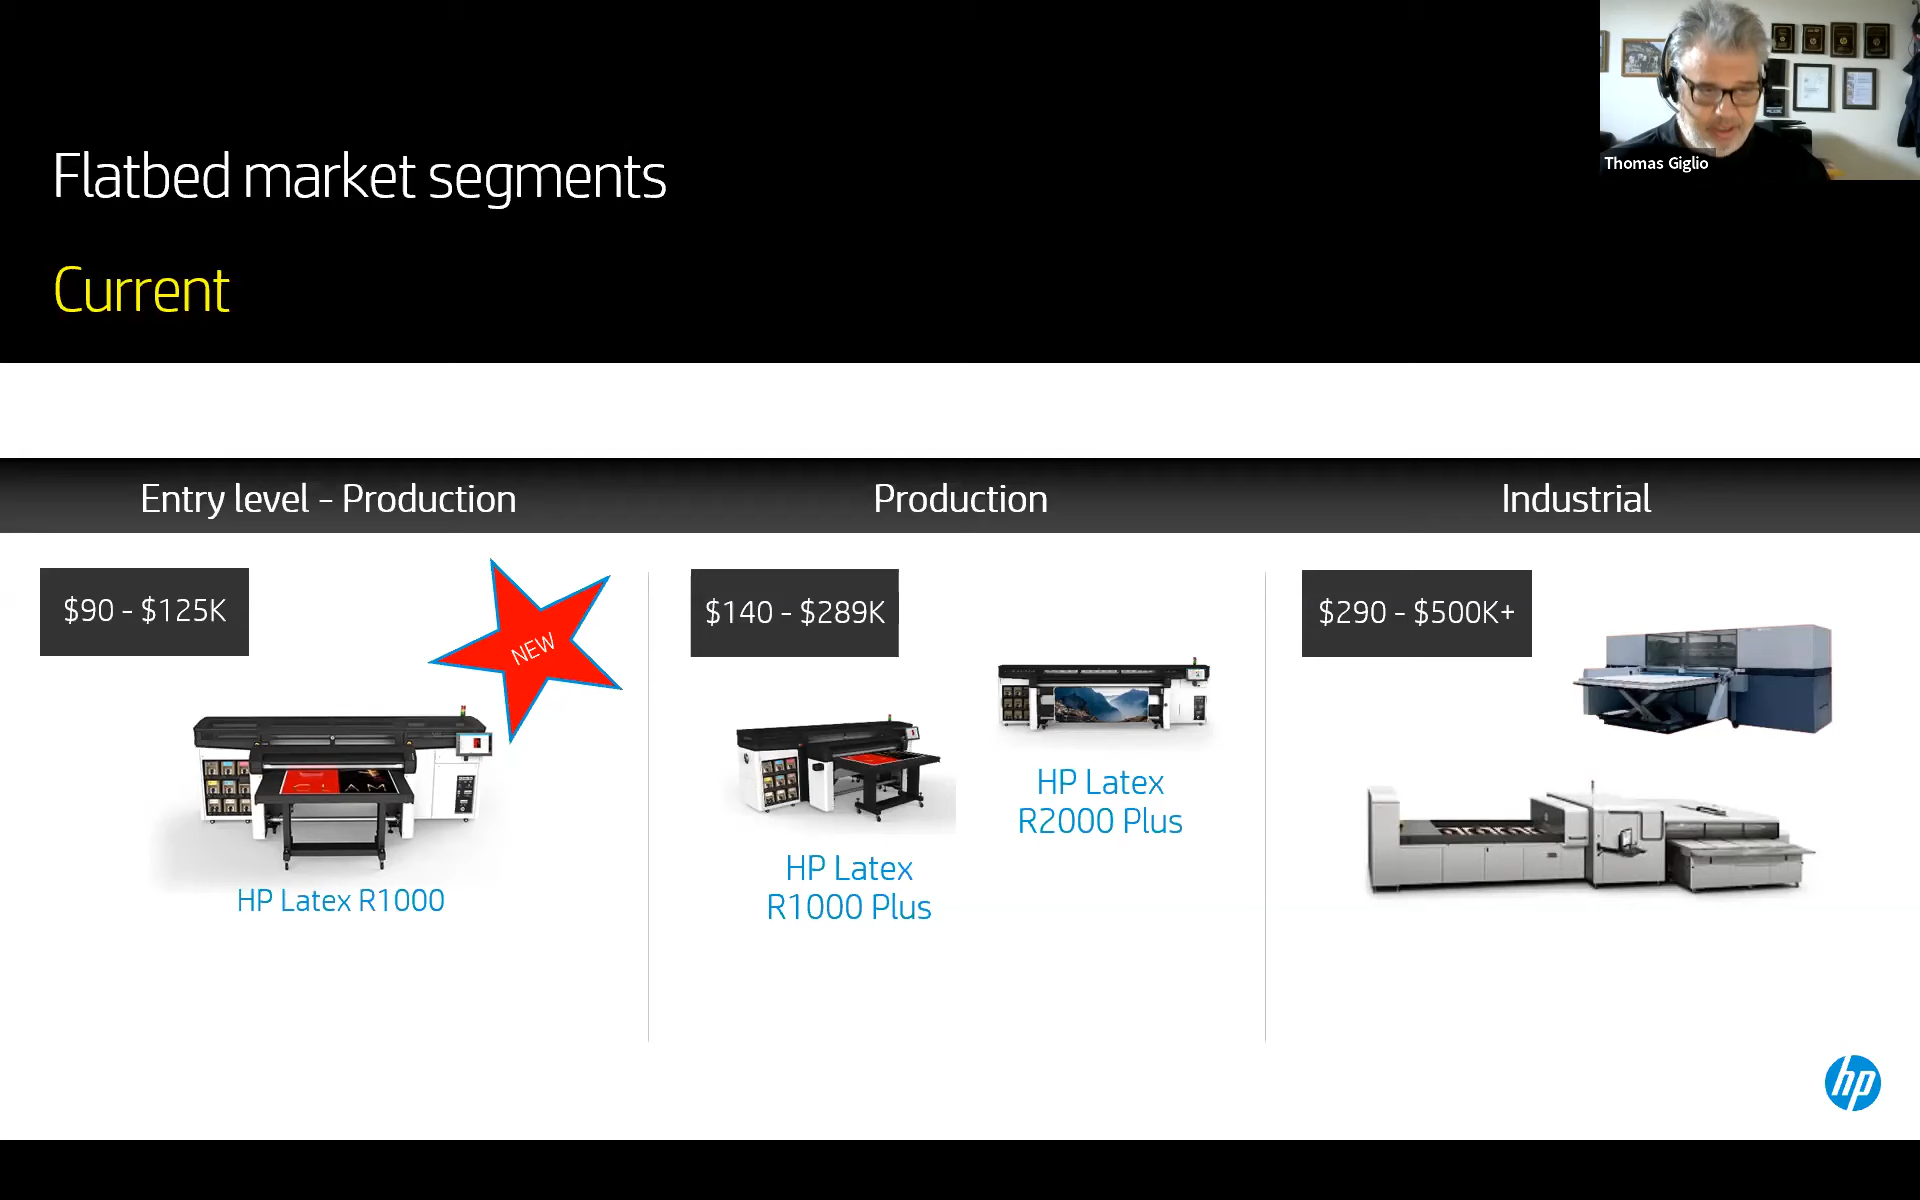 Thomas Giglio
Flatbed market segments
Current
Entry level - Production
Production
Industrial
$90 - $125K
NEW
HP Latex R1000
$140 - $289K
HP Latex
R1000 Plus
HP Latex
R2000 Plus
$290 - $500K+
hp